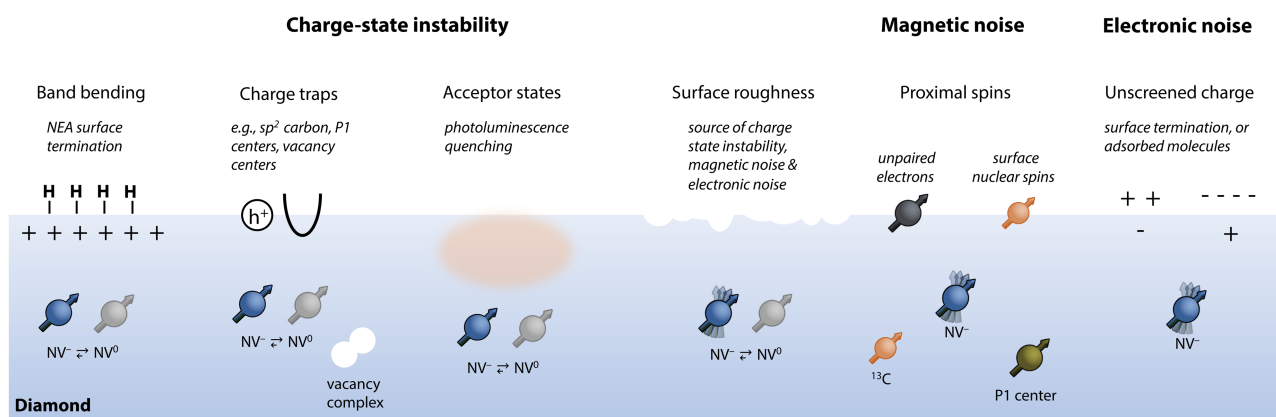 Charge-state instability
Magnetic noise
Electronic noise
Band bending
NEA surface
termination
H H H H
+ + + + + +
NV⁻ ⇄ NV⁰
Charge traps
e.g., sp² carbon, P1
centers, vacancy
centers
h⁺
NV⁻ ⇄ NV⁰
vacancy
complex
Acceptor states
photoluminescence
quenching
NV⁻ ⇄ NV⁰
Surface roughness
source of charge
state instability,
magnetic noise &
electronic noise
NV⁻ ⇄ NV⁰
Proximal spins
unpaired
electrons
surface
nuclear spins
NV⁻
¹³C
P1 center
Unscreened charge
surface termination, or
adsorbed molecules
+ + - - - -
- +
NV⁻
Diamond